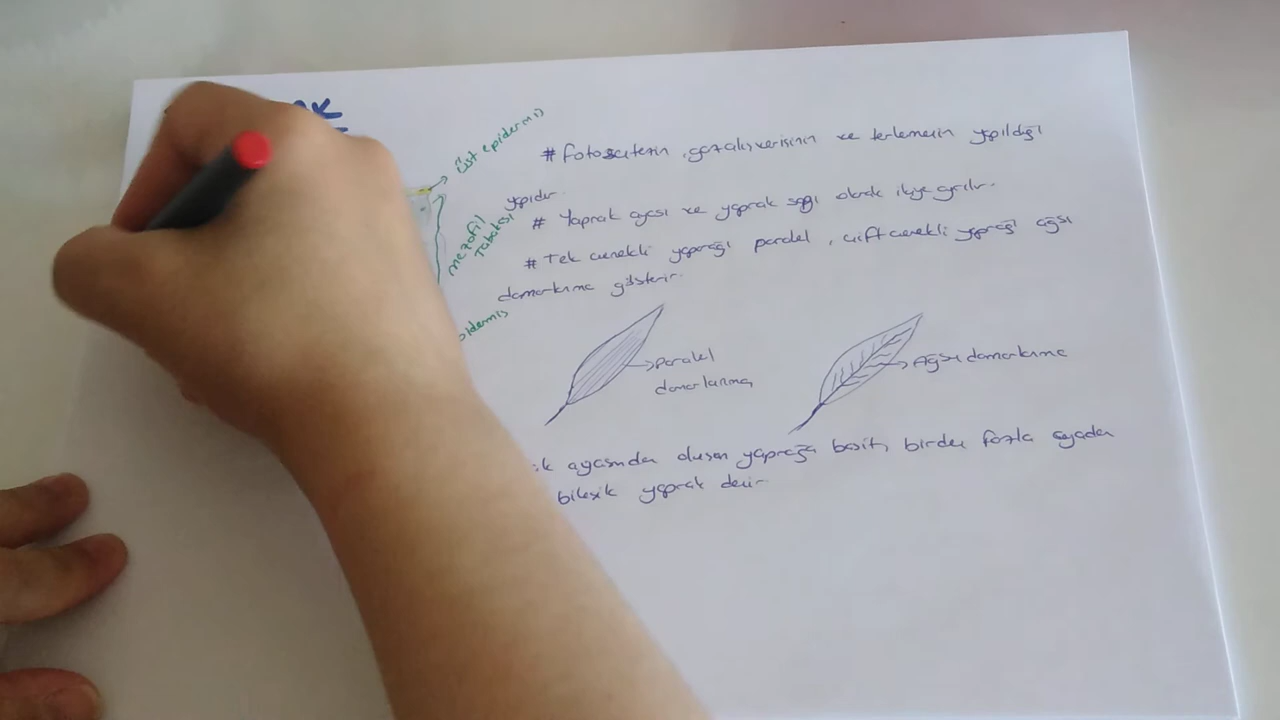 Üst epidermis
# Fotosentezin, gaz alışverisinin ve terlemenin yapıldığı
yapıdır.
# Yaprak ayası ve yaprak sapı olarak ikiye ayrılır.
# Tek çenekli yaprağı paralel, çift çenekli yaprağı ağsı
damarlanma gösterir.
mezofil
tabakası
Paralel
damarlanma
Ağsı damarlanma
ayasından oluşan yaprağa basit, birden fazla ayadan
bileşik yaprak denir.